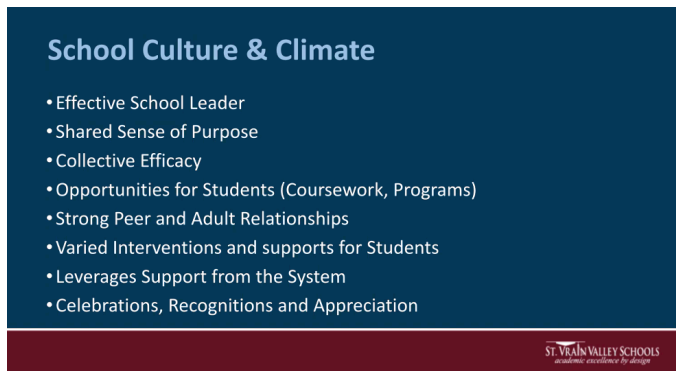 School Culture & Climate
• Effective School Leader
• Shared Sense of Purpose
• Collective Efficacy
• Opportunities for Students (Coursework, Programs)
• Strong Peer and Adult Relationships
• Varied Interventions and supports for Students
• Leverages Support from the System
• Celebrations, Recognitions and Appreciation
ST. VRAIN VALLEY SCHOOLS
academic excellence by design